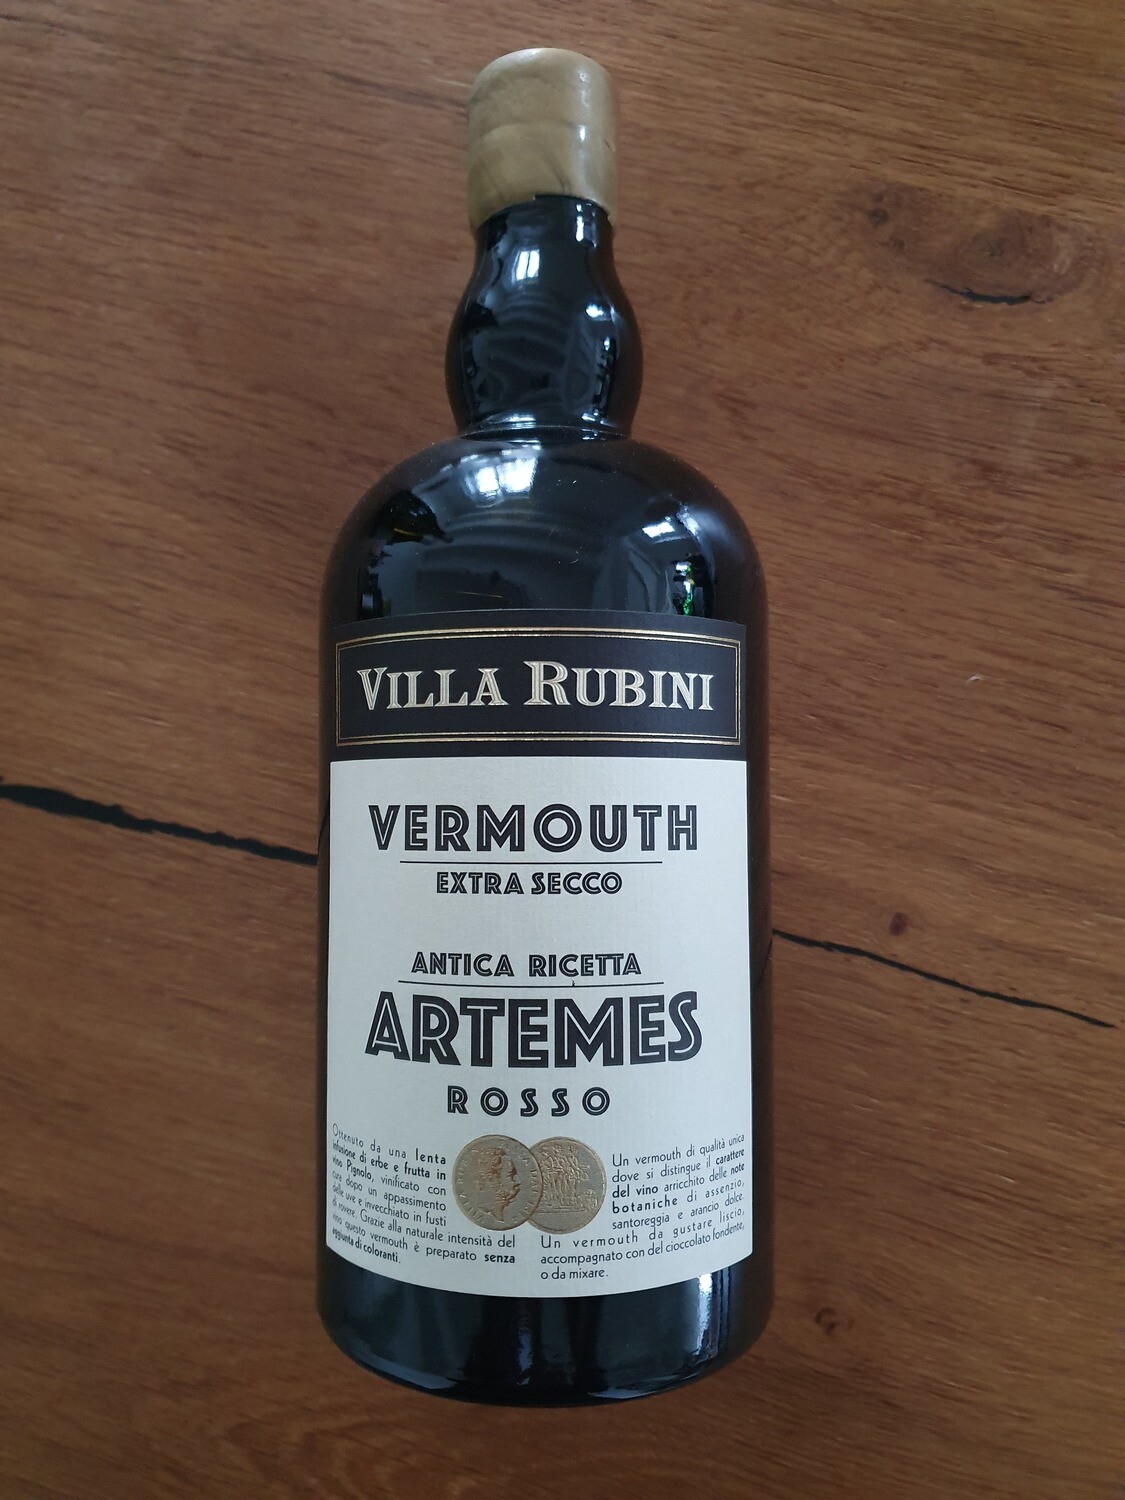 VILLA RUBINI
VERMOUTH
EXTRA SECCO
ANTICA RICETTA
ARTEMES
ROSSO
Ottenuto da una lenta
infusione di erbe e frutta in
vino Pignolo, vinificato con
cura dopo un appassimento
delle uve e invecchiato in fusti
di rovere. Grazie alla naturale intensità del
vino questo vermouth è preparato senza
aggiunta di coloranti.
Un vermouth di qualità unica
dove si distingue il carattere
del vino arricchito delle note
botaniche di assenzio,
santoreggia e arancio dolce.
Un vermouth da gustare liscio,
accompagnato con del cioccolato fondente,
o da mixare.